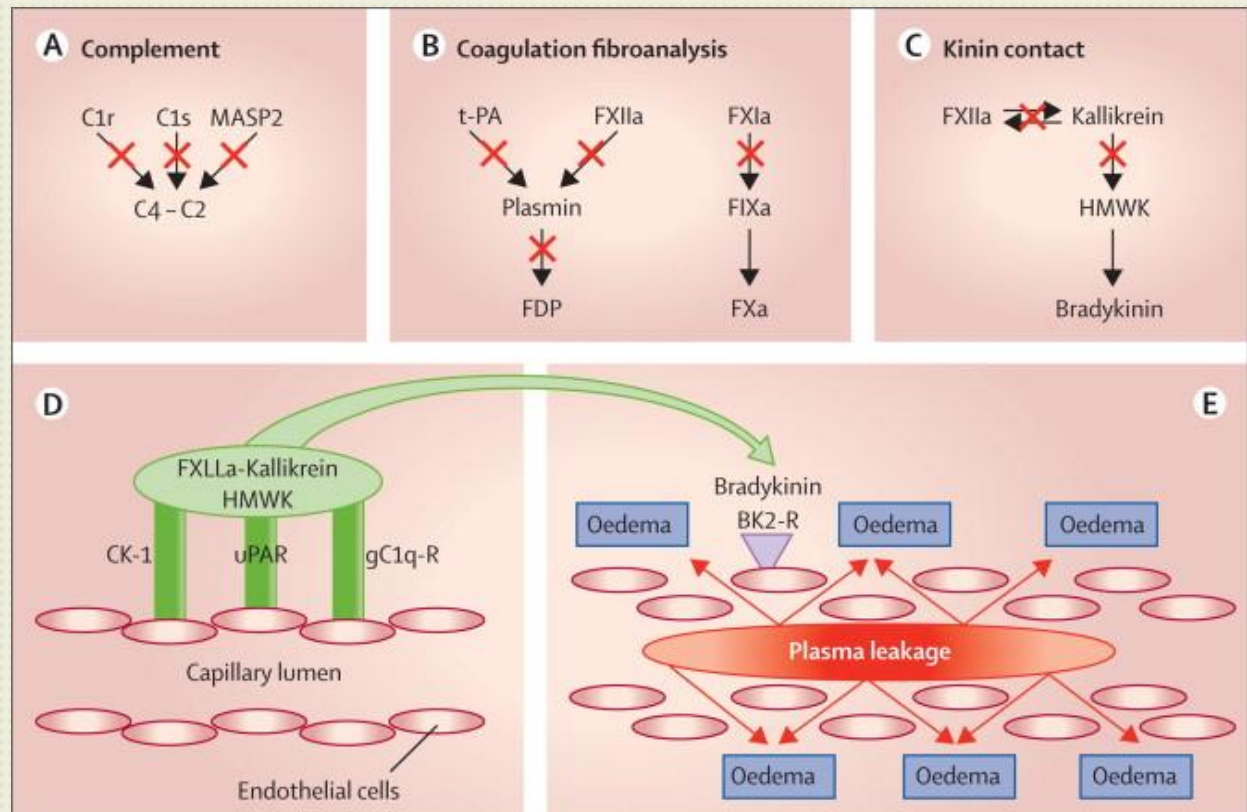 A Complement
C1r C1s MASP2
C4 – C2
B Coagulation fibroanalysis
t-PA FXIIa FXIa
Plasmin FIXa
FDP FXa
C Kinin contact
FXIIa Kallikrein
HMWK
Bradykinin
D
FXLLa-Kallikrein
HMWK
CK-1 uPAR gC1q-R
Capillary lumen
Endothelial cells
E
Bradykinin
BK2-R
Oedema Oedema Oedema
Plasma leakage
Oedema Oedema Oedema